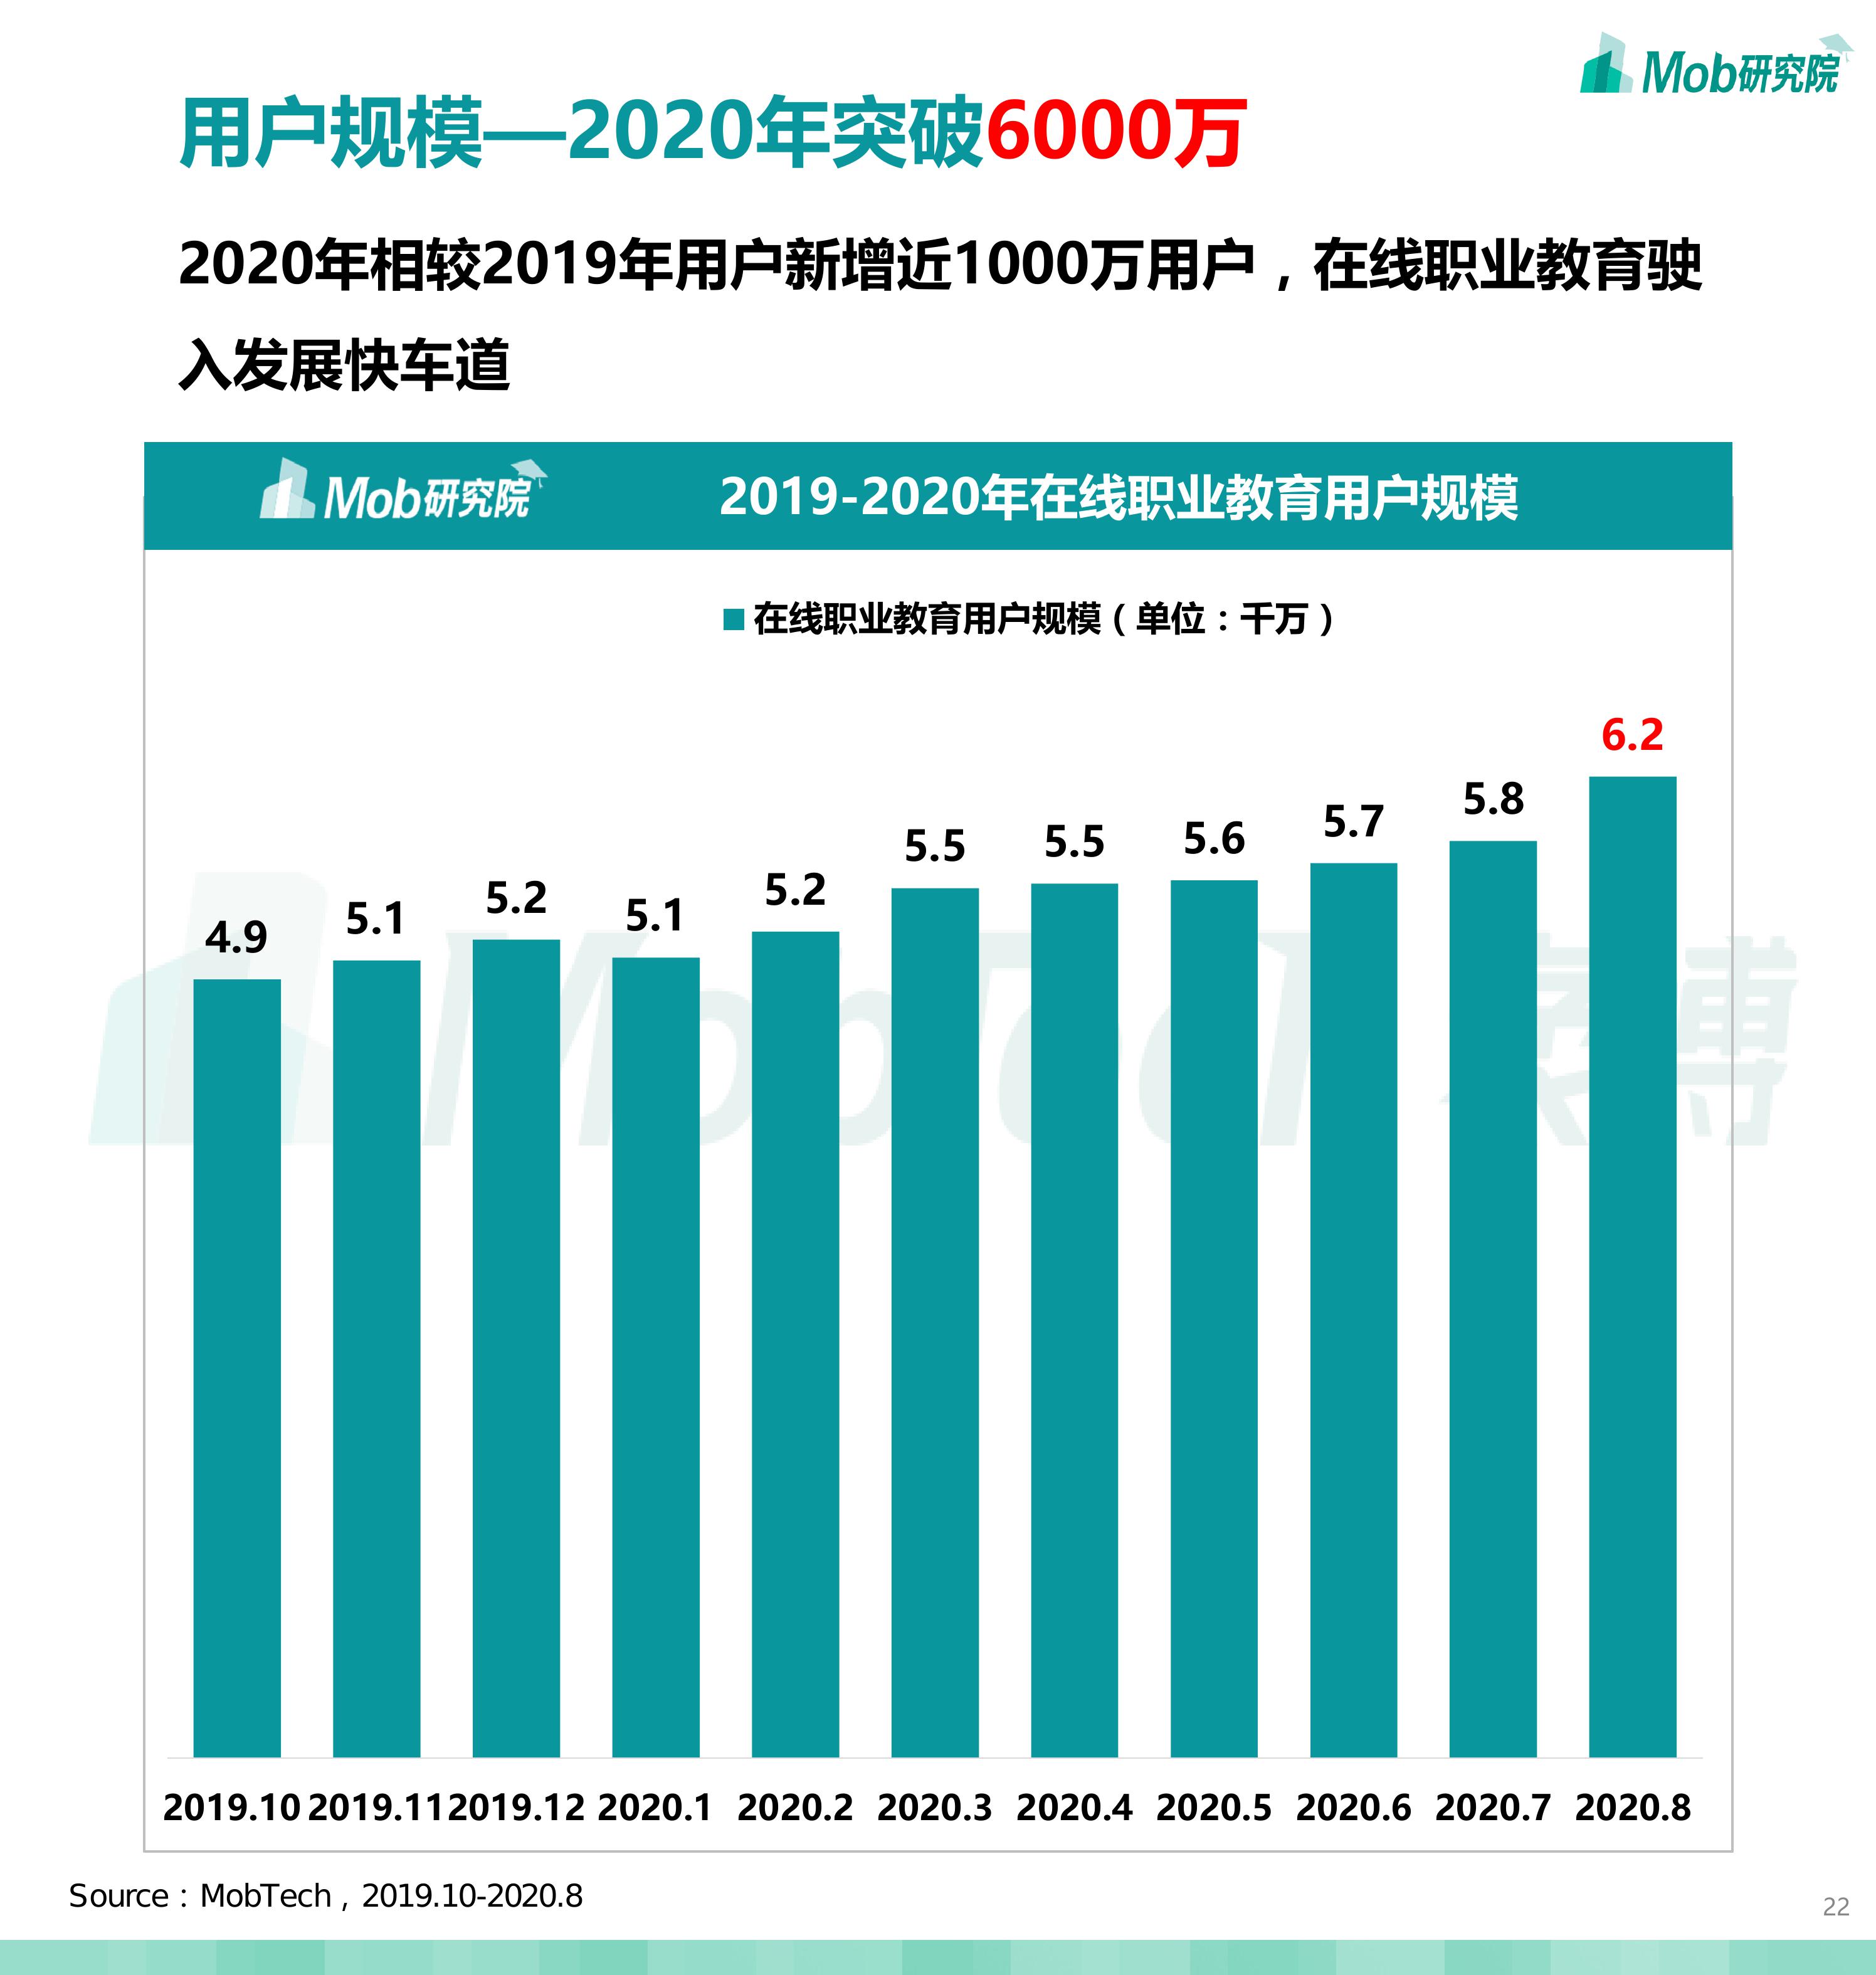 Mob研究院
用户规模—2020年突破6000万
2020年相较2019年用户新增近1000万用户，在线职业教育驶
入发展快车道
Mob研究院 2019-2020年在线职业教育用户规模
在线职业教育用户规模（单位：千万）
4.9 5.1 5.2 5.1 5.2 5.5 5.5 5.6 5.7 5.8 6.2
2019.10 2019.11 2019.12 2020.1 2020.2 2020.3 2020.4 2020.5 2020.6 2020.7 2020.8
Source：MobTech，2019.10-2020.8
22